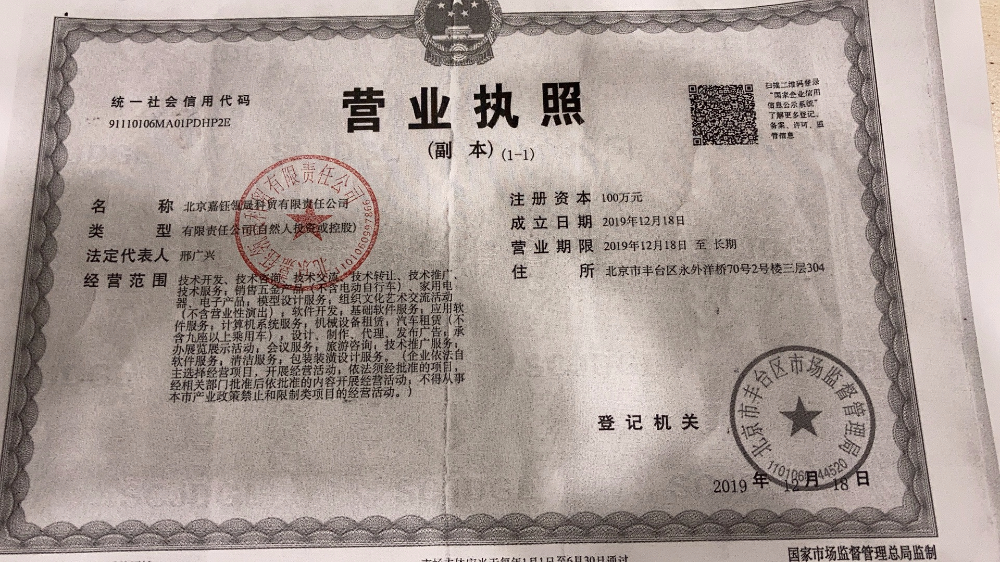 统一社会信用代码
91110106MA01PDHP2E
营业执照
(副 本) (1-1)
扫描二维码登录
“国家企业信用
信息公示系统”
了解更多登记、
备案、许可、监
管信息
名 称 北京嘉钰瓴晟科贸有限责任公司
类 型 有限责任公司(自然人投资或控股)
法定代表人 邢广兴
经营范围 技术开发、技术咨询、技术交流、技术转让、技术推广、
技术服务；销售五金产品（不含电动自行车）、家用电
器、电子产品；模型设计服务；组织文化艺术交流活动
（不含营业性演出）；软件开发；基础软件服务；应用软
件服务；计算机系统服务；机械设备租赁；汽车租赁（不
含九座以上乘用车）；设计、制作、代理、发布广告；承
办展览展示活动；会议服务；旅游咨询；技术推广服务；
软件服务；清洁服务；包装装潢设计服务。（企业依法自
主选择经营项目，开展经营活动；依法须经批准的项目，
经相关部门批准后依批准的内容开展经营活动；不得从事
本市产业政策禁止和限制类项目的经营活动。）
注册资本 100万元
成立日期 2019年12月18日
营业期限 2019年12月18日 至 长期
住 所 北京市丰台区永外洋桥70号2号楼三层304
登记机关
北京市丰台区市场监督管理局
2019 年 12 月 18 日
国家市场监督管理总局监制